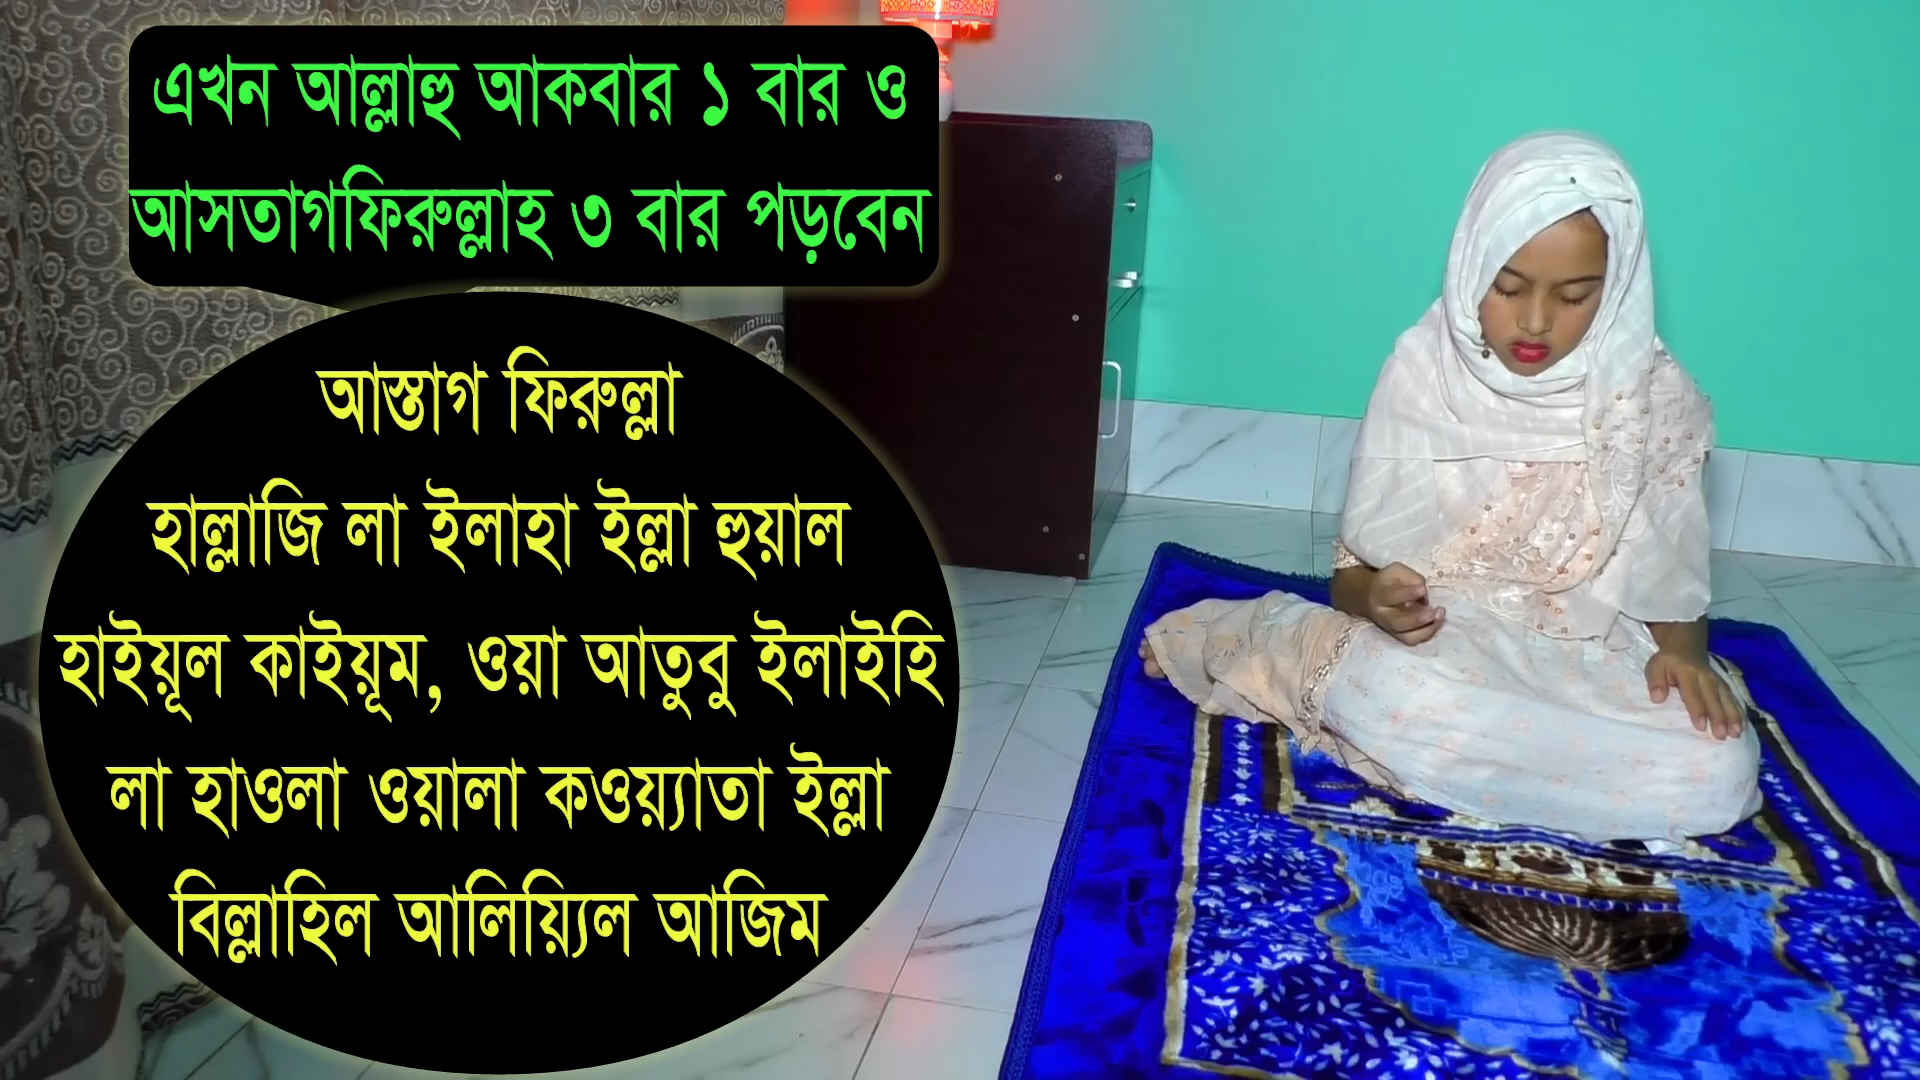 এখন আল্লাহু আকবার ১ বার ও
আসতাগফিরুল্লাহ ৩ বার পড়বেন
আস্তাগ ফিরুল্লা
হাল্লাজি লা ইলাহা ইল্লা হুয়াল
হাইয়ূল কাইয়ূম, ওয়া আতুবু ইলাইহি
লা হাওলা ওয়ালা কওয়্যাতা ইল্লা
বিল্লাহিল আলিয়্যিল আজিম